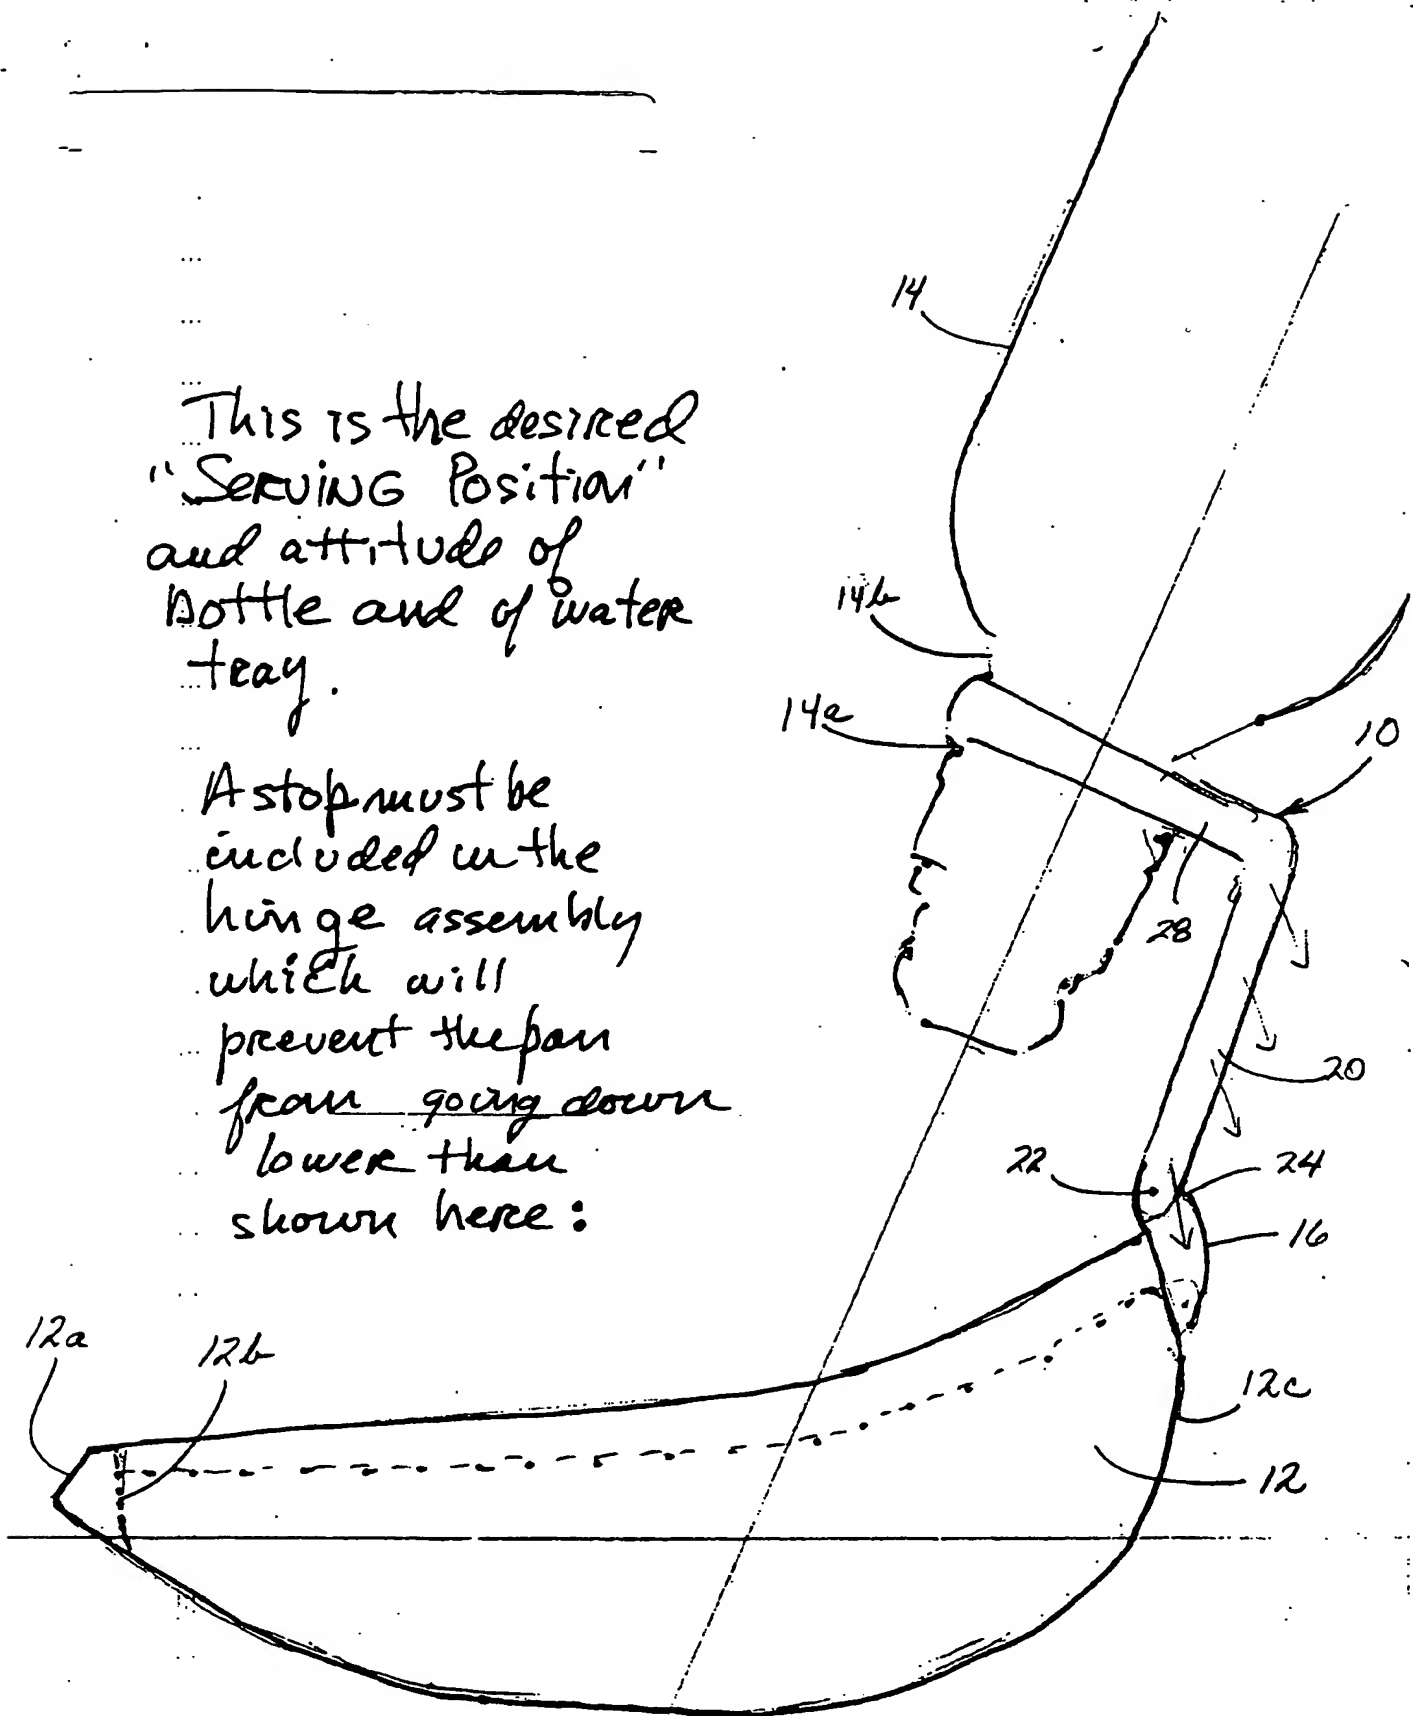 This is the desired
"SERVING Position"
and attitude of
bottle and of water
tray.
A stop must be
included in the
hinge assembly
which will
prevent the pan
from going down
lower than
shown here:
14
14b
14a
10
28
20
22
24
16
12a
12b
12c
12